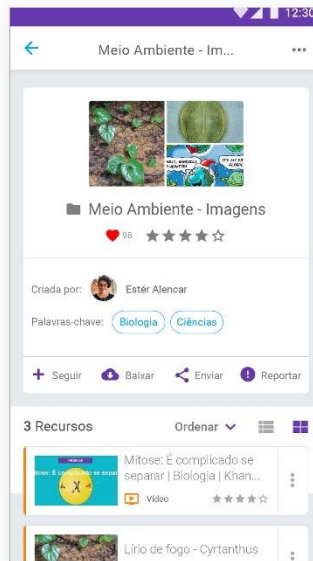 12:30
Meio Ambiente - Im...
Meio Ambiente - Imagens
98
Criada por: Estér Alencar
Palavras-chave: Biologia Ciências
Seguir Baixar Enviar Reportar
3 Recursos Ordenar
Mitose: É complicado se
separar | Biologia | Khan...
Vídeo
Lírio de fogo - Cyrtanthus